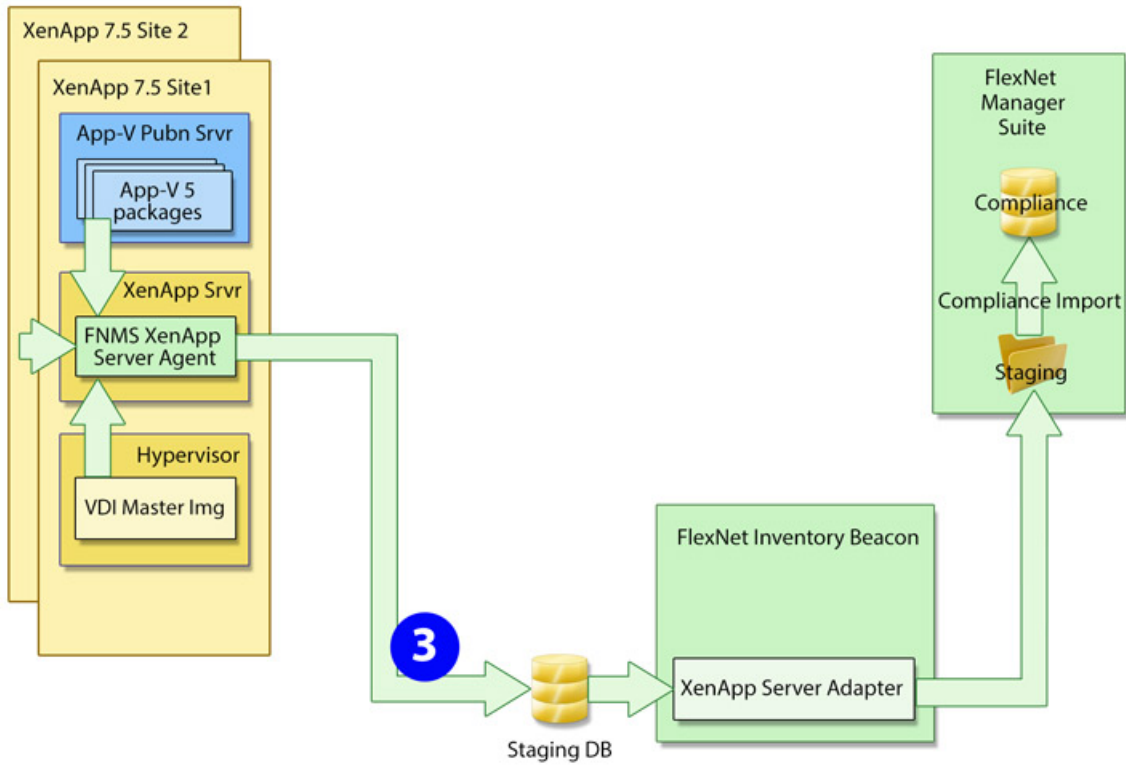 XenApp 7.5 Site 2
XenApp 7.5 Site1
App-V Pubn Srvr
App-V 5
packages
XenApp Srvr
FNMS XenApp
Server Agent
Hypervisor
VDI Master Img
3
Staging DB
FlexNet Inventory Beacon
XenApp Server Adapter
FlexNet
Manager
Suite
Compliance
Compliance Import
Staging